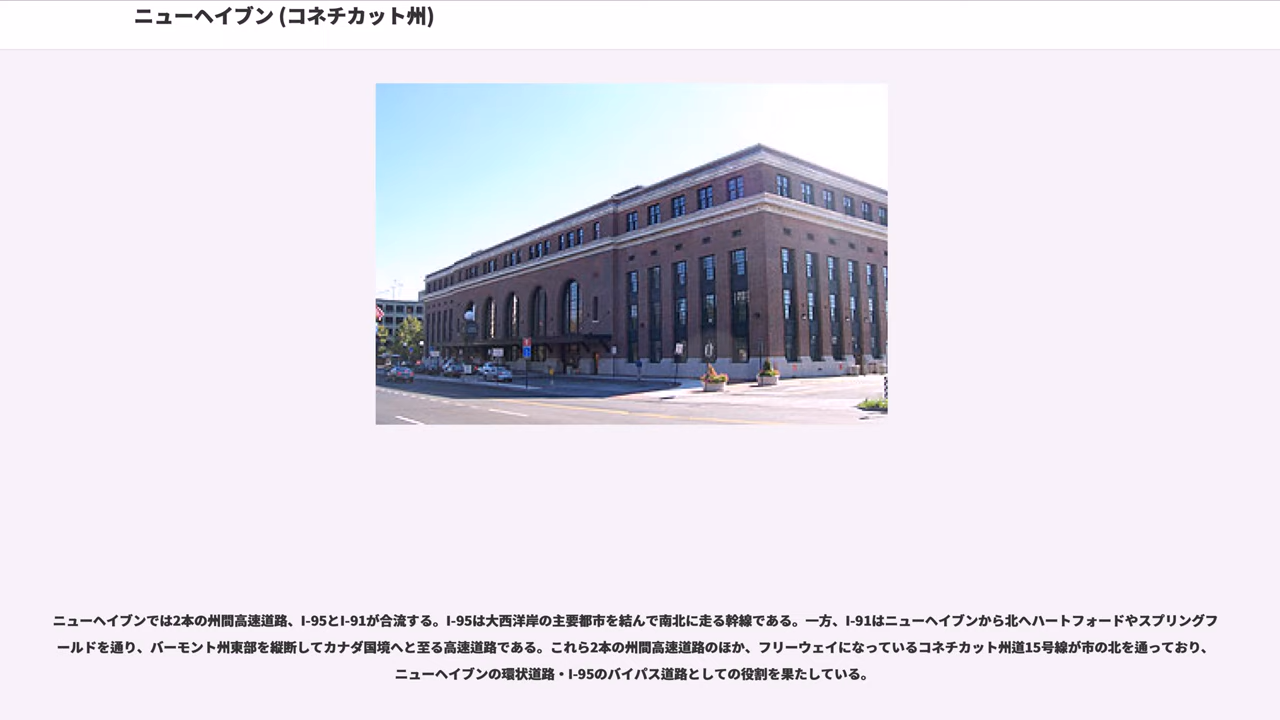 ニューヘイブン (コネチカット州)
ニューヘイブンでは2本の州間高速道路、I-95とI-91が合流する。I-95は大西洋岸の主要都市を結んで南北に走る幹線である。一方、I-91はニューヘイブンから北へハートフォードやスプリングフ
ールドを通り、バーモント州東部を縦断してカナダ国境へと至る高速道路である。これら2本の州間高速道路のほか、フリーウェイになっているコネチカット州道15号線が市の北を通っており、
ニューヘイブンの環状道路・I-95のバイパス道路としての役割を果たしている。